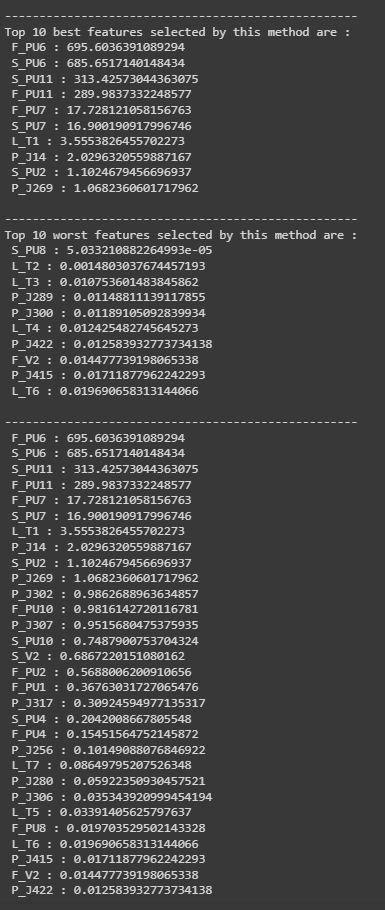 --------------------------------------------------
Top 10 best features selected by this method are :
F_PU6 : 695.6036391089294
S_PU6 : 685.6517140148434
S_PU11 : 313.42573044363075
F_PU11 : 289.9837332248577
F_PU7 : 17.728121058156763
S_PU7 : 16.900190917996746
L_T1 : 3.5553826455702273
P_J14 : 2.0296320559887167
S_PU2 : 1.1024679456696937
P_J269 : 1.0682360601717962
--------------------------------------------------
Top 10 worst features selected by this method are :
S_PU8 : 5.033210882264993e-05
L_T2 : 0.0014803037674457193
L_T3 : 0.010753601483845862
P_J289 : 0.01148811139117855
P_J300 : 0.01189105092839934
L_T4 : 0.012425482745645273
P_J422 : 0.012583932773734138
F_V2 : 0.014477739198065338
P_J415 : 0.01711877962242293
L_T6 : 0.019690658313144066
--------------------------------------------------
F_PU6 : 695.6036391089294
S_PU6 : 685.6517140148434
S_PU11 : 313.42573044363075
F_PU11 : 289.9837332248577
F_PU7 : 17.728121058156763
S_PU7 : 16.900190917996746
L_T1 : 3.5553826455702273
P_J14 : 2.0296320559887167
S_PU2 : 1.1024679456696937
P_J269 : 1.0682360601717962
P_J302 : 0.9862688963634857
F_PU10 : 0.9816142720116781
P_J307 : 0.9515680475375935
S_PU10 : 0.7487900753704324
S_V2 : 0.6867220151080162
F_PU2 : 0.5688006200910656
F_PU1 : 0.36763031727065476
P_J317 : 0.30924594977135317
S_PU4 : 0.2042008667805548
F_PU4 : 0.15451564752145872
P_J256 : 0.10149088076846922
L_T7 : 0.08649795207526348
P_J280 : 0.05922350930457521
P_J306 : 0.035343920999454194
L_T5 : 0.03391405625797637
F_PU8 : 0.019703529502143328
L_T6 : 0.019690658313144066
P_J415 : 0.01711877962242293
F_V2 : 0.014477739198065338
P_J422 : 0.012583932773734138